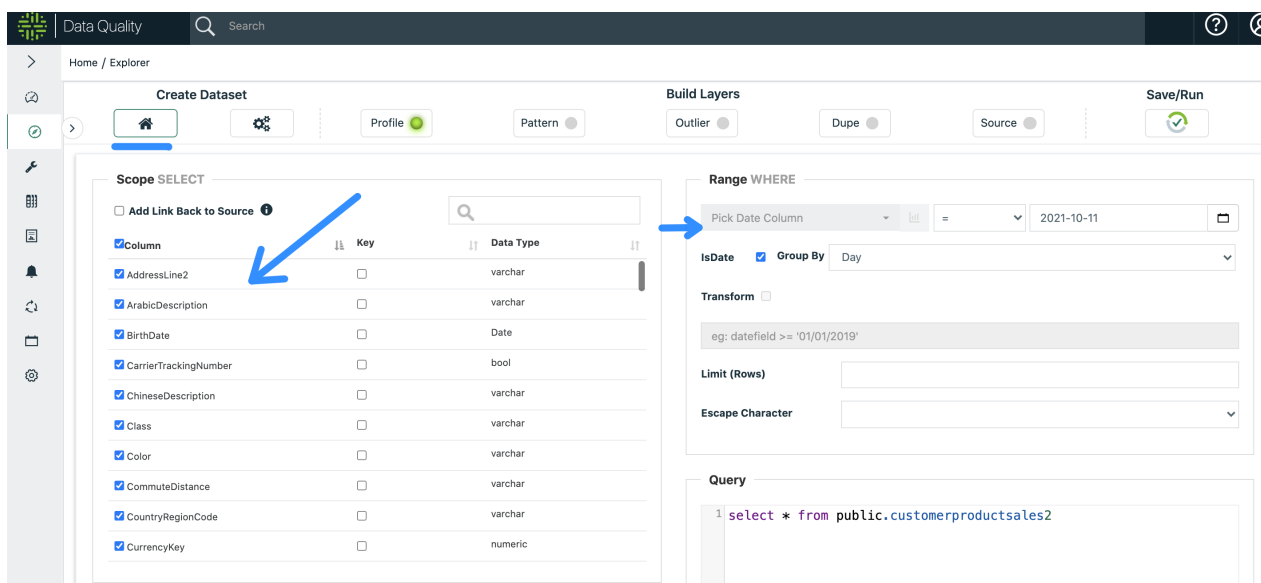 Data Quality
Search
Home / Explorer
Create Dataset
Build Layers
Save/Run
Profile
Pattern
Outlier
Dupe
Source
Scope SELECT
Add Link Back to Source
Column Key Data Type
AddressLine2 varchar
ArabicDescription varchar
BirthDate Date
CarrierTrackingNumber bool
ChineseDescription varchar
Class varchar
Color varchar
CommuteDistance varchar
CountryRegionCode varchar
CurrencyKey numeric
Range WHERE
Pick Date Column = 2021-10-11
IsDate Group By Day
Transform
eg: datefield >= '01/01/2019'
Limit (Rows)
Escape Character
Query
1 select * from public.customerproductsales2